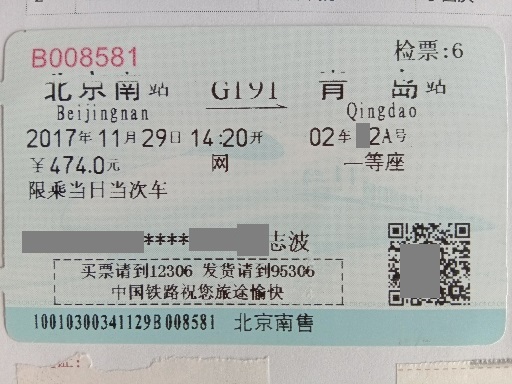 B008581 检票:6
北京南站 G191 青岛站
Beijingnan Qingdao
2017年11月29日 14:20开 02车 2A号
￥474.0元 网 一等座
限乘当日当次车
****志波
买票请到12306 发货请到95306
中国铁路祝您旅途愉快
10010300341129B008581 北京南售